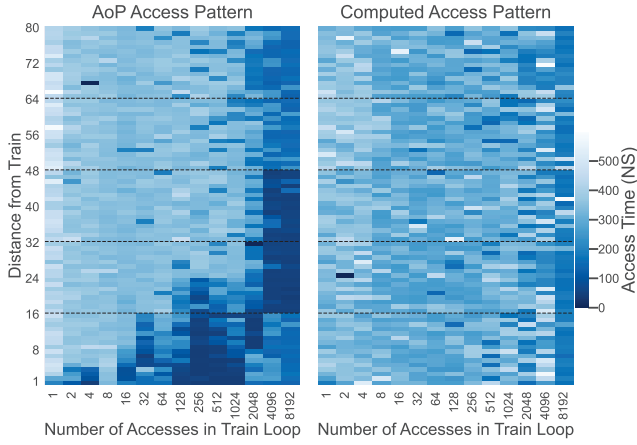 AoP Access Pattern
Computed Access Pattern
80
72
64
56
48
40
32
24
16
8
1
Distance from Train
1 2 4 8 16 32 64 128 256 512 1024 2048 4096 8192
Number of Accesses in Train Loop
1 2 4 8 16 32 64 128 256 512 1024 2048 4096 8192
Number of Accesses in Train Loop
500
400
300
200
100
0
Access Time (NS)